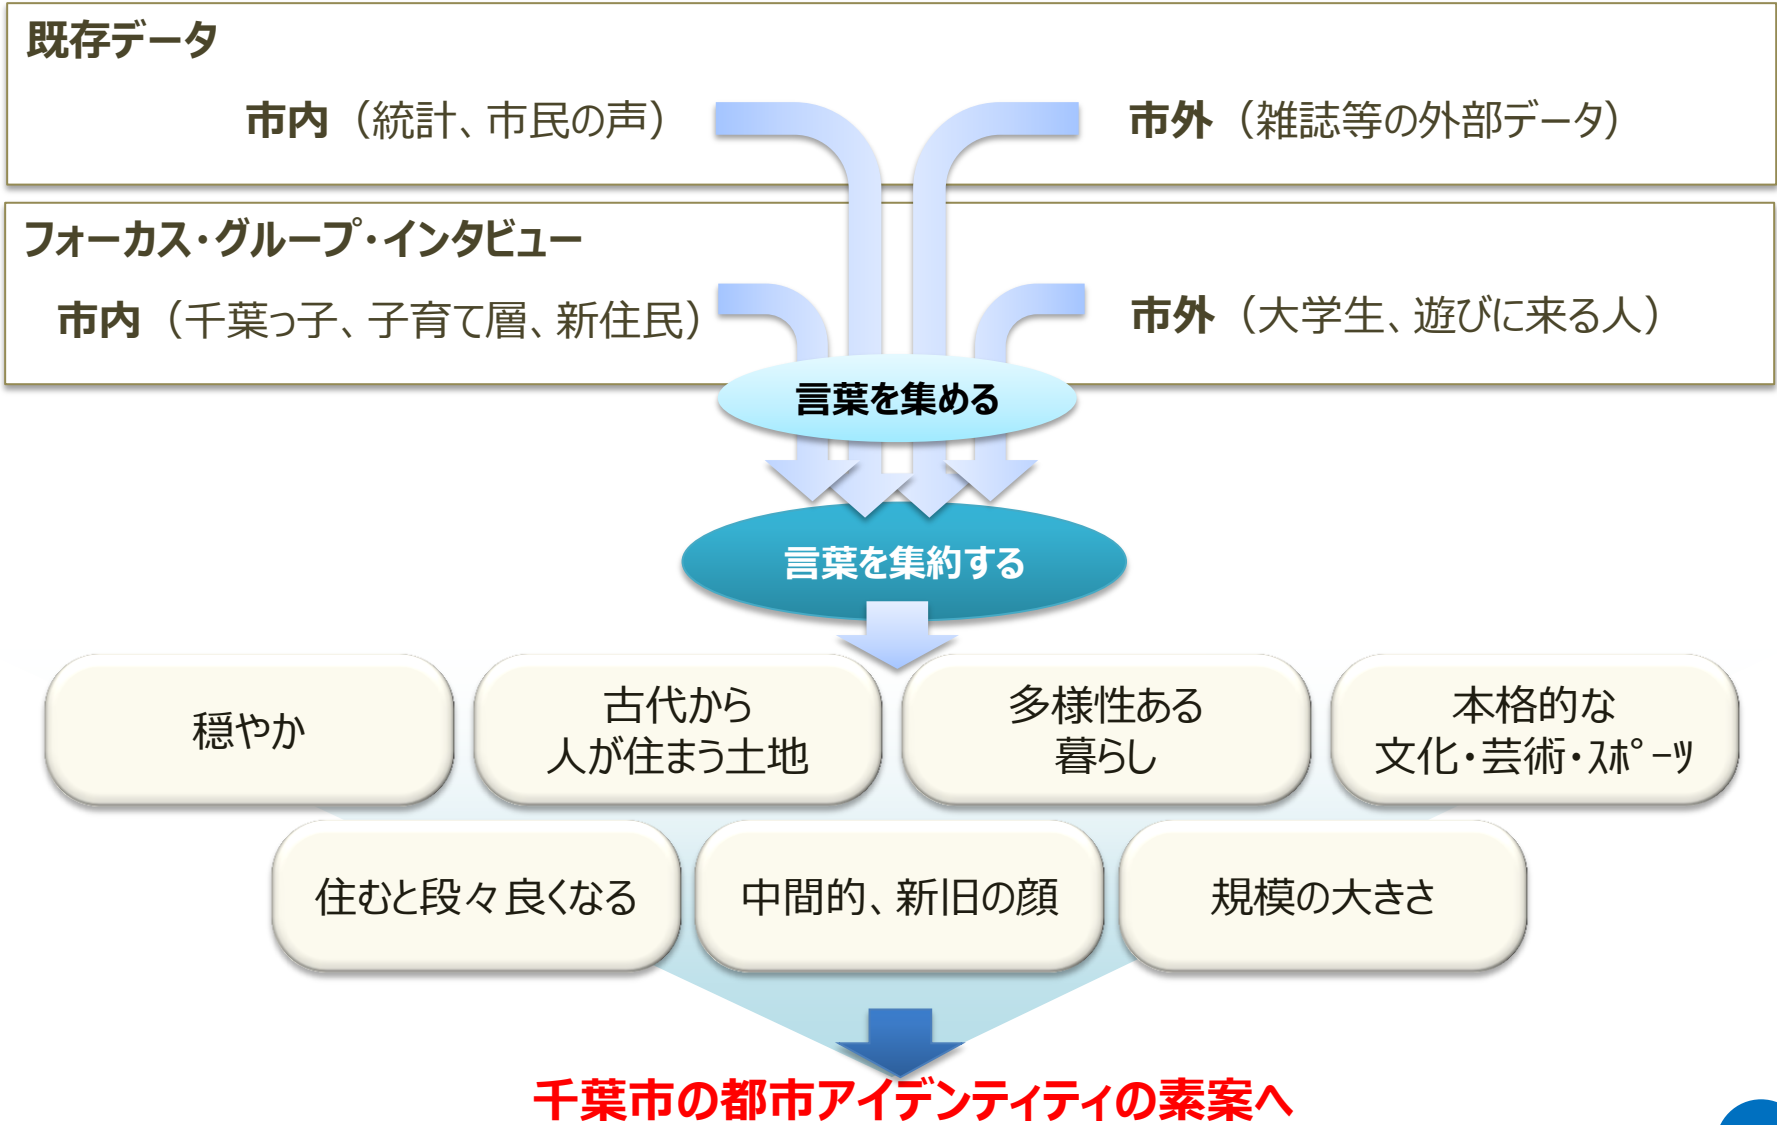 既存データ
市内（統計、市民の声）
市外（雑誌等の外部データ）
フォーカス・グループ・インタビュー
市内（千葉っ子、子育て層、新住民）
市外（大学生、遊びに来る人）
言葉を集める
言葉を集約する
穏やか
古代から
人が住まう土地
多様性ある
暮らし
本格的な
文化・芸術・ｽﾎﾟｰﾂ
住むと段々良くなる
中間的、新旧の顔
規模の大きさ
千葉市の都市アイデンティティの素案へ